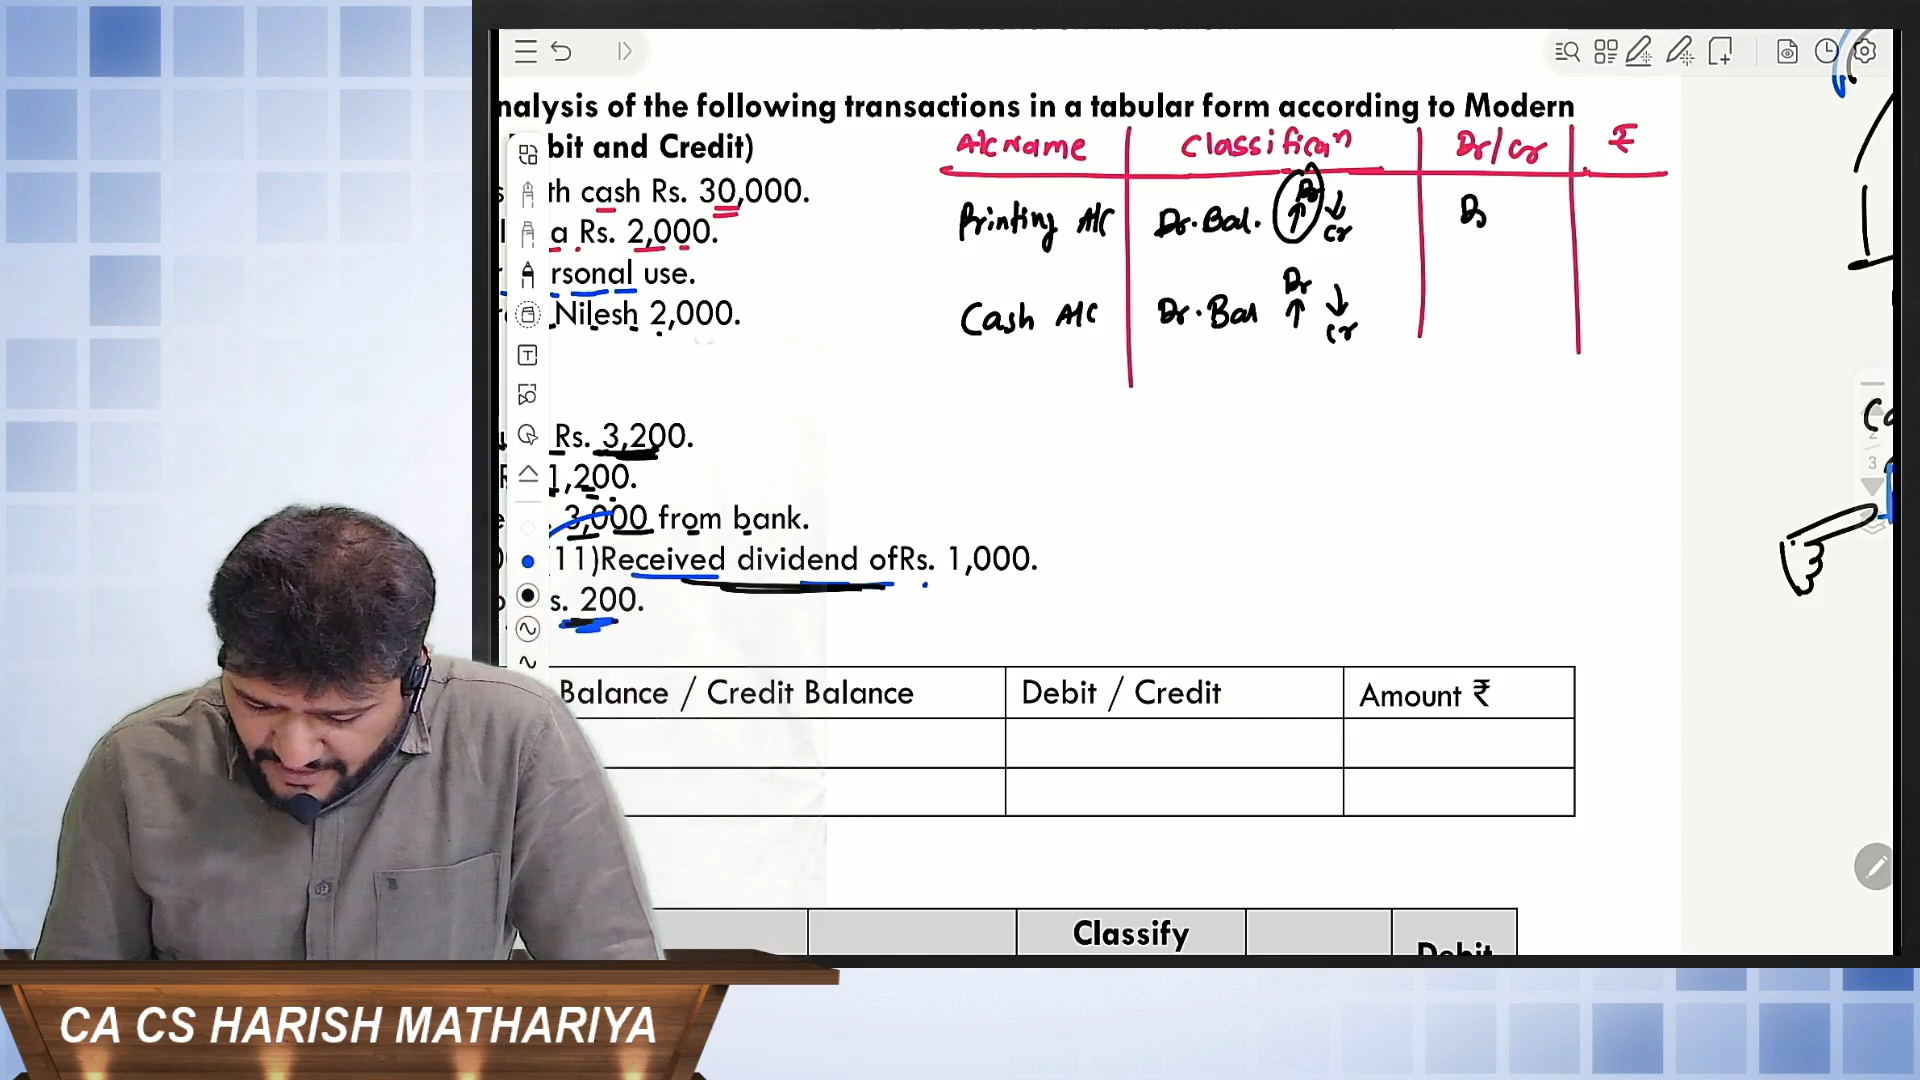 nalysis of the following transactions in a tabular form according to Modern
bit and Credit)
A/c Name Classifican Dr/Cr ₹
th cash Rs. 30,000.
a Rs. 2,000.
Printing A/c Dr. Bal. Dr ↑ ↓ Cr
rsonal use.
Nilesh 2,000.
Cash A/c Dr. Bal Dr ↑ ↓ Cr
Rs. 3,200.
1,200.
3,000 from bank.
11)Received dividend ofRs. 1,000.
s. 200.
Balance / Credit Balance Debit / Credit Amount ₹
Classify
Debit
CA CS HARISH MATHARIYA